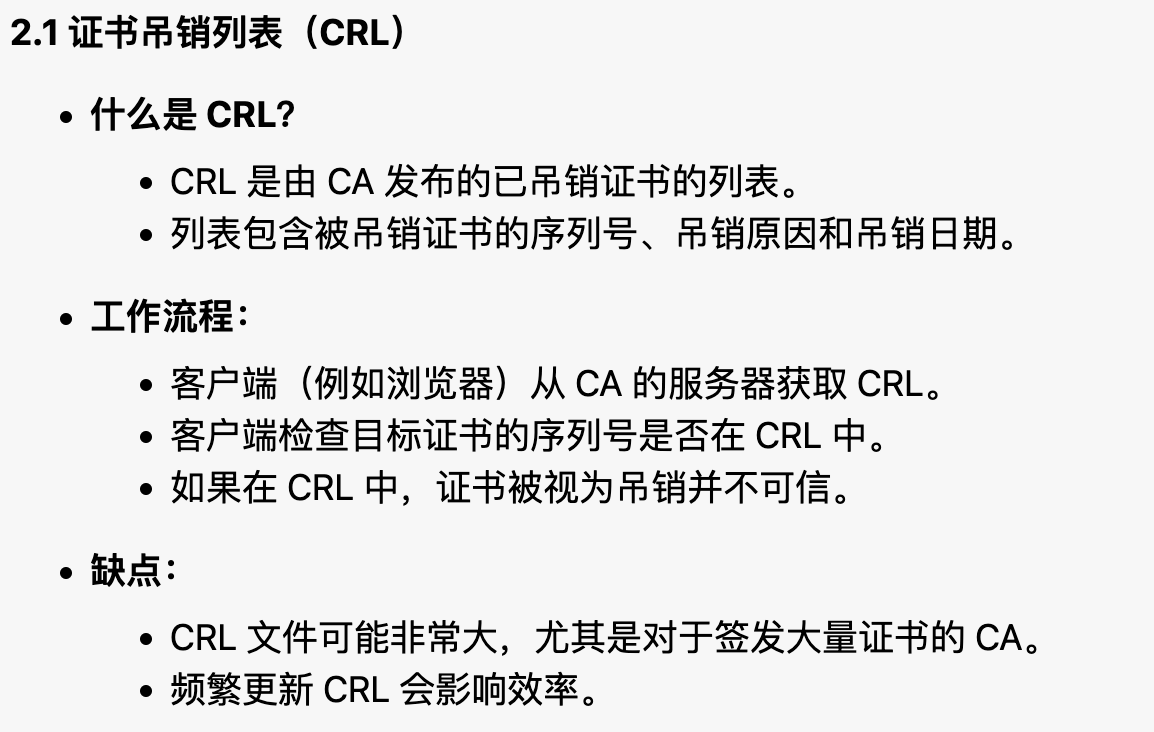 2.1 证书吊销列表（CRL）
• 什么是 CRL？
• CRL 是由 CA 发布的已吊销证书的列表。
• 列表包含被吊销证书的序列号、吊销原因和吊销日期。
• 工作流程：
• 客户端（例如浏览器）从 CA 的服务器获取 CRL。
• 客户端检查目标证书的序列号是否在 CRL 中。
• 如果在 CRL 中，证书被视为吊销并不可信。
• 缺点：
• CRL 文件可能非常大，尤其是对于签发大量证书的 CA。
• 频繁更新 CRL 会影响效率。